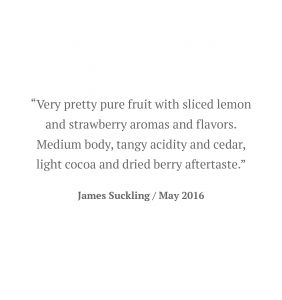 “Very pretty pure fruit with sliced lemon
and strawberry aromas and flavors.
Medium body, tangy acidity and cedar,
light cocoa and dried berry aftertaste.”
James Suckling / May 2016